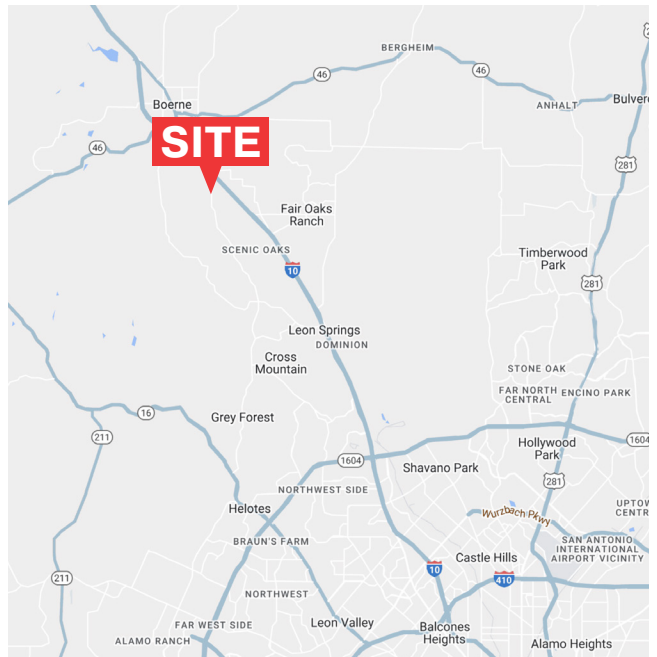 BERGHEIM
46
46
Boerne
ANHALT
Bulverd
SITE
46
281
Fair Oaks
Ranch
SCENIC OAKS
Timberwood
Park
10
281
Leon Springs
DOMINION
Cross
Mountain
STONE OAK
FAR NORTH
CENTRAL
ENCINO PARK
16
Grey Forest
211
1604
Hollywood
Park
1604
Shavano Park
281
NORTHWEST SIDE
UPTOW
CENTR
Helotes
Wurzbach Pkwy
BRAUN'S FARM
SAN ANTONIO
INTERNATIONAL
AIRPORT VICINITY
Castle Hills
10
410
211
NORTHWEST
FAR WEST SIDE
Leon Valley
Balcones
Heights
ALAMO RANCH
Alamo Heights